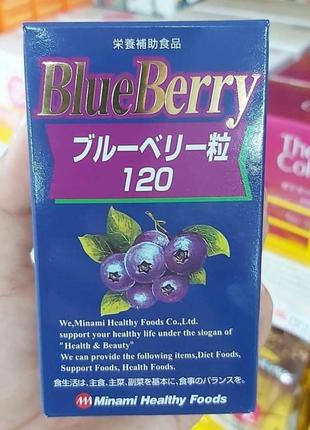 栄養補助食品
BlueBerry
ブルーベリー粒
120
We,Minami Healthy Foods Co.,Ltd.
support your healthy life under the slogan of
"Health & Beauty"
We can provide the following items,Diet Foods,
Support Foods, Health Foods.
食生活は、主食、主菜、副菜を基本に、食事のバランスを。
Minami Healthy Foods
The
Col